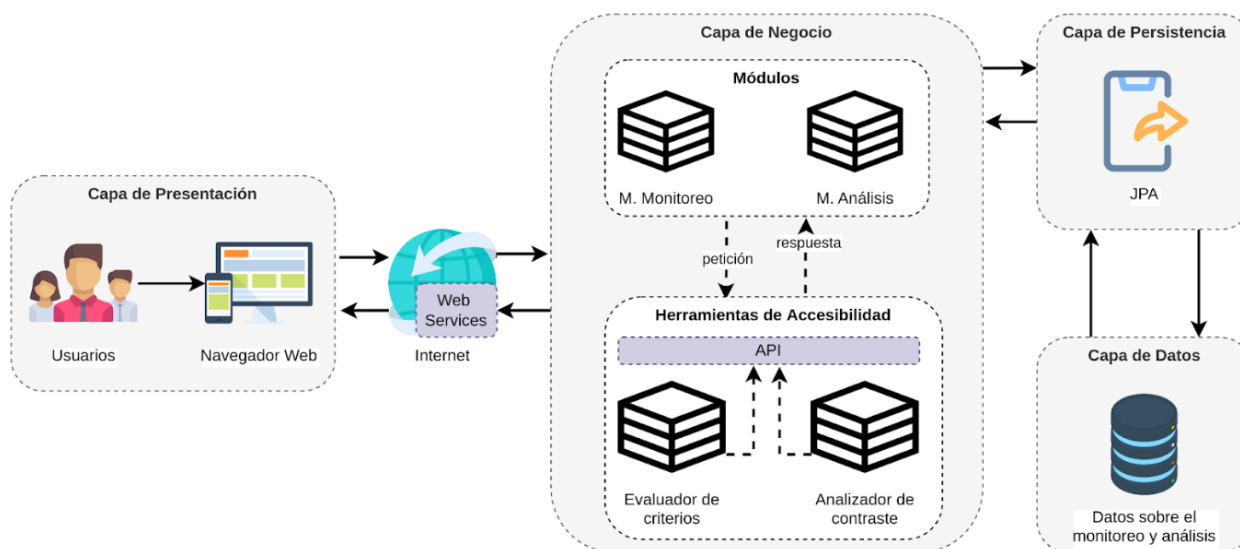 Capa de Presentación
Usuarios
Navegador Web
Web
Services
Internet
Capa de Negocio
Módulos
M. Monitoreo
M. Análisis
petición
respuesta
Herramientas de Accesibilidad
API
Evaluador de
criterios
Analizador de
contraste
Capa de Persistencia
JPA
Capa de Datos
Datos sobre el
monitoreo y análisis